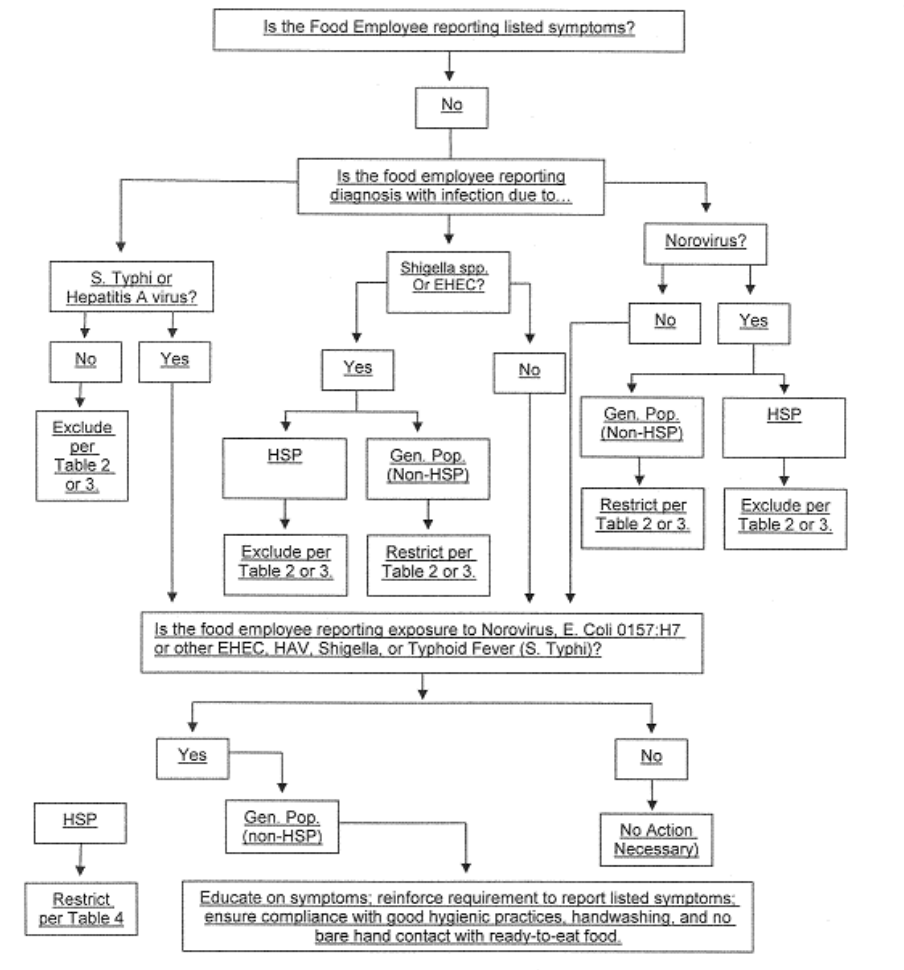 Is the Food Employee reporting listed symptoms?
No
Is the food employee reporting
diagnosis with infection due to...
Norovirus?
Shigella spp.
Or EHEC?
S. Typhi or
Hepatitis A virus?
No
Yes
No
Yes
Yes
No
Gen. Pop.
(Non-HSP)
HSP
Exclude
per
Table 2
or 3.
HSP
Gen. Pop.
(Non-HSP)
Restrict per
Table 2 or 3.
Exclude per
Table 2 or 3.
Exclude per
Table 2 or 3.
Restrict per
Table 2 or 3.
Is the food employee reporting exposure to Norovirus, E. Coli 0157:H7
or other EHEC, HAV, Shigella, or Typhoid Fever (S. Typhi)?
Yes
No
HSP
Gen. Pop.
(non-HSP)
No Action
Necessary)
Restrict
per Table 4
Educate on symptoms; reinforce requirement to report listed symptoms;
ensure compliance with good hygienic practices, handwashing, and no
bare hand contact with ready-to-eat food.